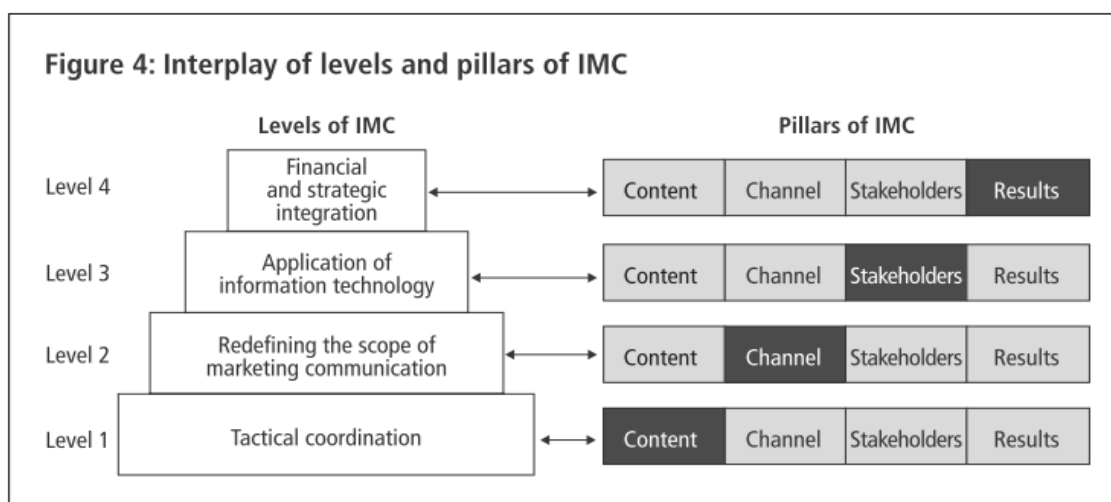 Figure 4: Interplay of levels and pillars of IMC
Levels of IMC
Pillars of IMC
Level 4
Financial
and strategic
integration
Content
Channel
Stakeholders
Results
Level 3
Application of
information technology
Content
Channel
Stakeholders
Results
Level 2
Redefining the scope of
marketing communication
Content
Channel
Stakeholders
Results
Level 1
Tactical coordination
Content
Channel
Stakeholders
Results